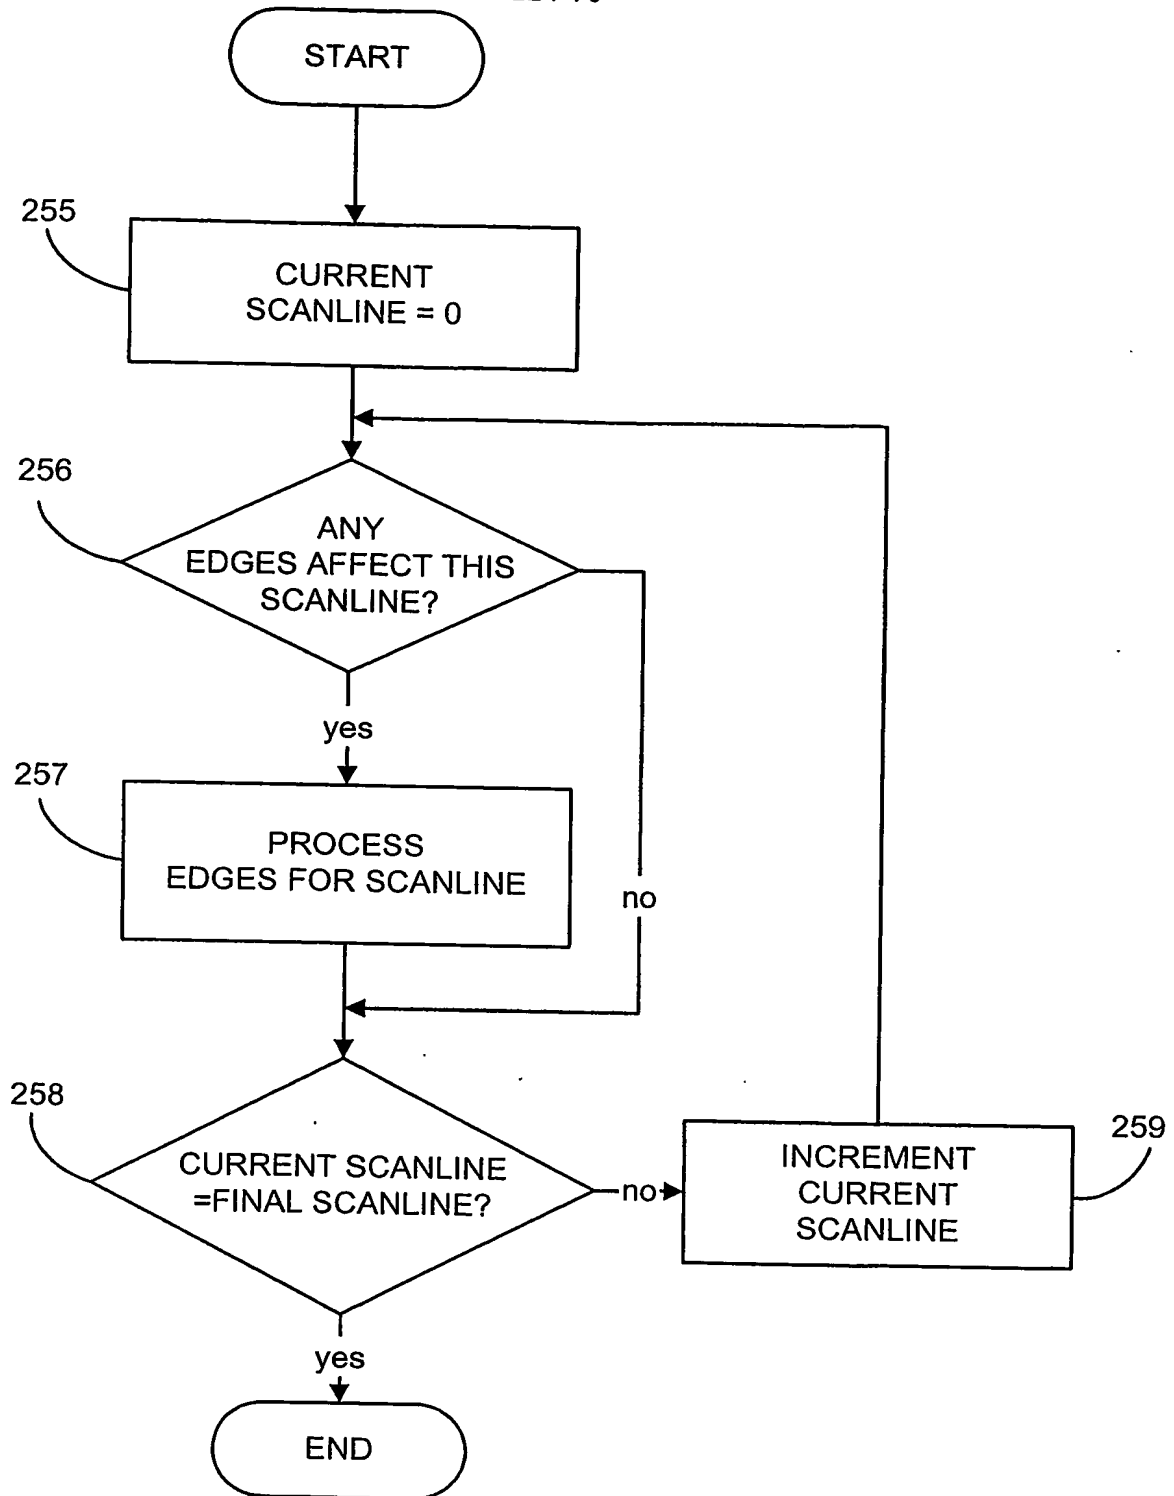 START
255
CURRENT
SCANLINE = 0
256
ANY
EDGES AFFECT THIS
SCANLINE?
yes
257
PROCESS
EDGES FOR SCANLINE
no
258
CURRENT SCANLINE
=FINAL SCANLINE?
no
259
INCREMENT
CURRENT
SCANLINE
yes
END